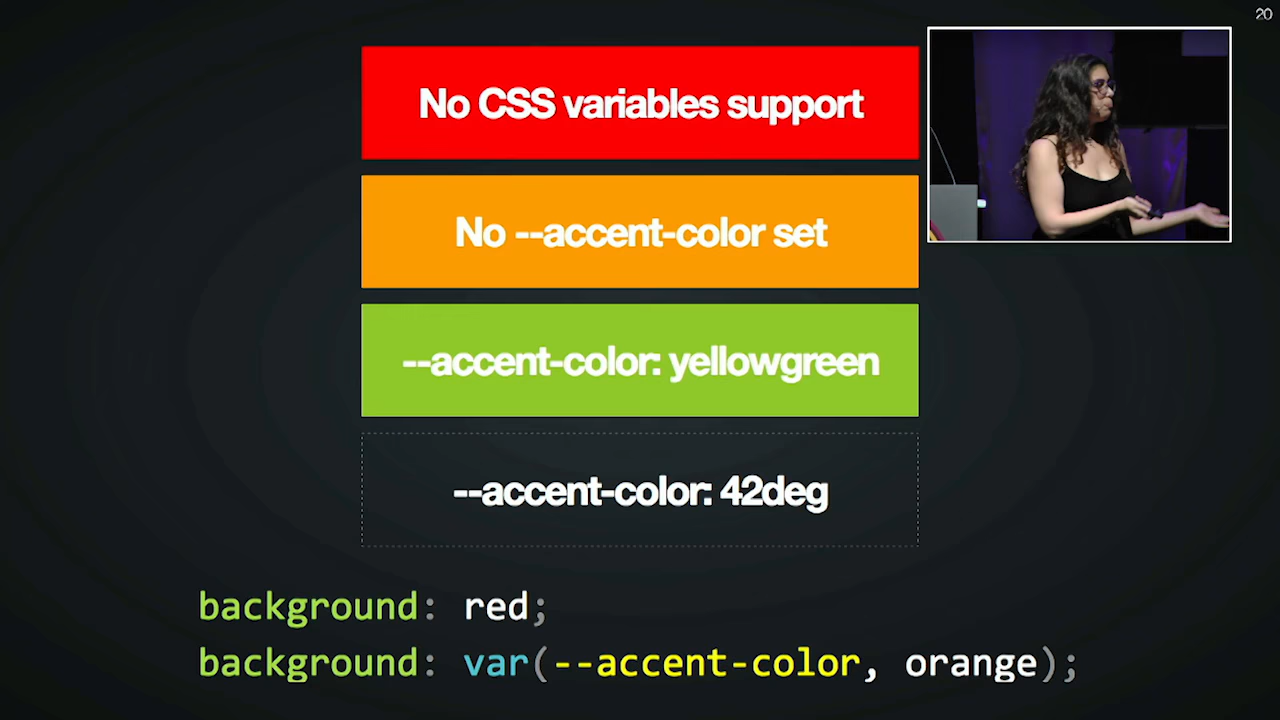 20
No CSS variables support
No --accent-color set
--accent-color: yellowgreen
--accent-color: 42deg
background: red;
background: var(--accent-color, orange);